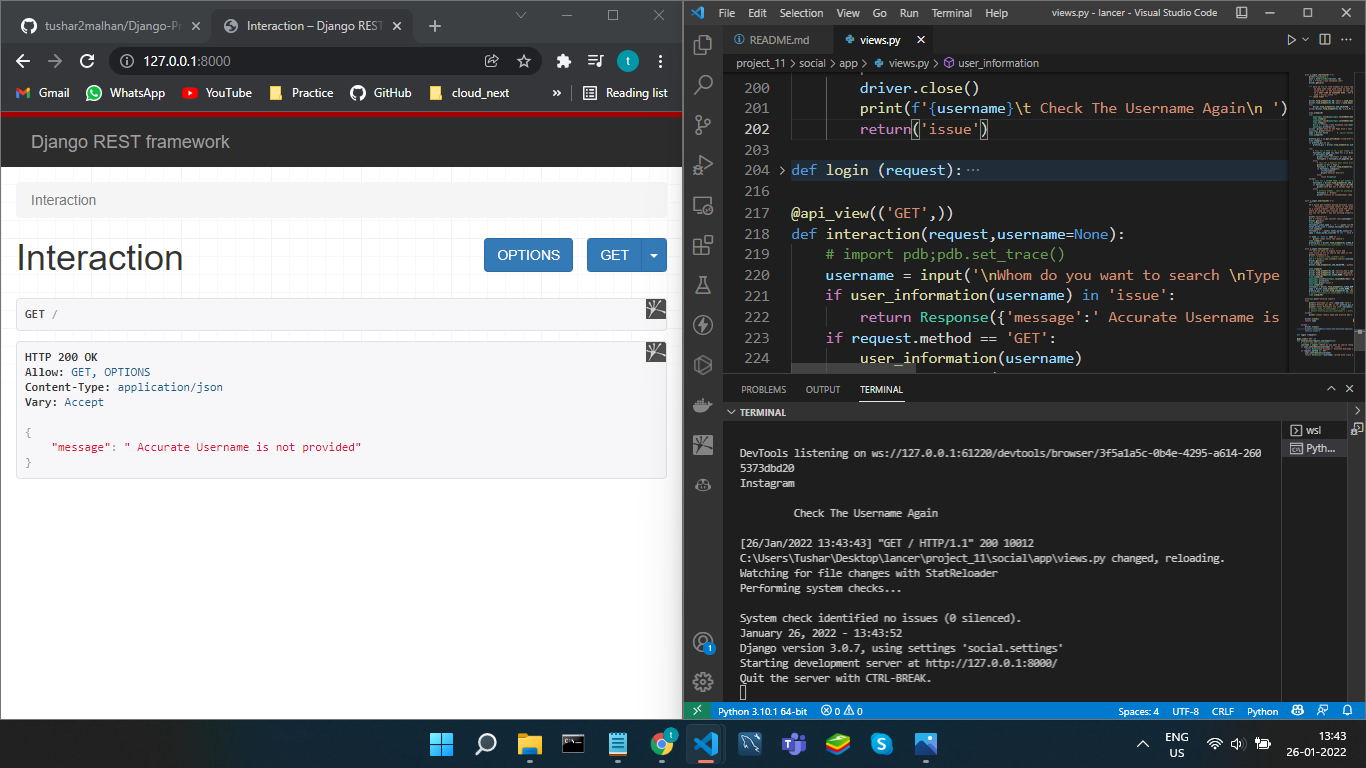 tushar2malhan/Django-Pr
Interaction – Django REST
127.0.0.1:8000
t
Gmail
WhatsApp
YouTube
Practice
GitHub
cloud_next
»
Reading list
Django REST framework
Interaction
Interaction
OPTIONS
GET
GET /
HTTP 200 OK
Allow: GET, OPTIONS
Content-Type: application/json
Vary: Accept
{
"message": " Accurate Username is not provided"
}
File Edit Selection View Go Run Terminal Help
views.py - lancer - Visual Studio Code
README.md
views.py
project_11 > social > app > views.py > user_information
200 driver.close()
201 print(f'{username}\t Check The Username Again\n ')
202 return('issue')
203
204 def login (request):···
216
217 @api_view(('GET',))
218 def interaction(request,username=None):
219 # import pdb;pdb.set_trace()
220 username = input('\nWhom do you want to search \nType
221 if user_information(username) in 'issue':
222 return Response({'message':' Accurate Username is
223 if request.method == 'GET':
224 user_information(username)
PROBLEMS OUTPUT TERMINAL
TERMINAL
wsl
Pyth...
DevTools listening on ws://127.0.0.1:61220/devtools/browser/3f5a1a5c-0b4e-4295-a614-260
5373dbd20
Instagram
Check The Username Again
[26/Jan/2022 13:43:43] "GET / HTTP/1.1" 200 10012
C:\Users\Tushar\Desktop\lancer\project_11\social\app\views.py changed, reloading.
Watching for file changes with StatReloader
Performing system checks...
System check identified no issues (0 silenced).
January 26, 2022 - 13:43:52
Django version 3.0.7, using settings 'social.settings'
Starting development server at http://127.0.0.1:8000/
Quit the server with CTRL-BREAK.
1
Python 3.10.1 64-bit 0 0 Spaces: 4 UTF-8 CRLF Python
t
S
ENG
US
13:43
26-01-2022